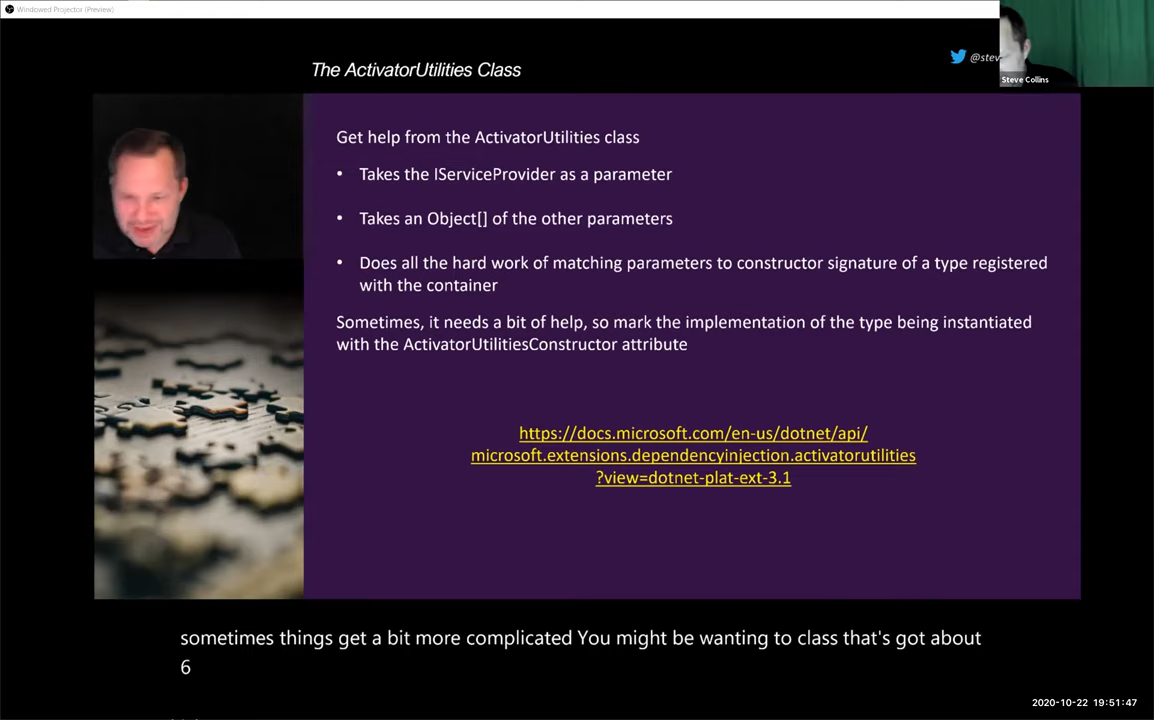 Windowed Projector (Preview)
The ActivatorUtilities Class
@stev
Steve Collins
Get help from the ActivatorUtilities class
• Takes the IServiceProvider as a parameter
• Takes an Object[] of the other parameters
• Does all the hard work of matching parameters to constructor signature of a type registered
with the container
Sometimes, it needs a bit of help, so mark the implementation of the type being instantiated
with the ActivatorUtilitiesConstructor attribute
https://docs.microsoft.com/en-us/dotnet/api/
microsoft.extensions.dependencyinjection.activatorutilities
?view=dotnet-plat-ext-3.1
sometimes things get a bit more complicated You might be wanting to class that's got about
6
2020-10-22 19:51:47